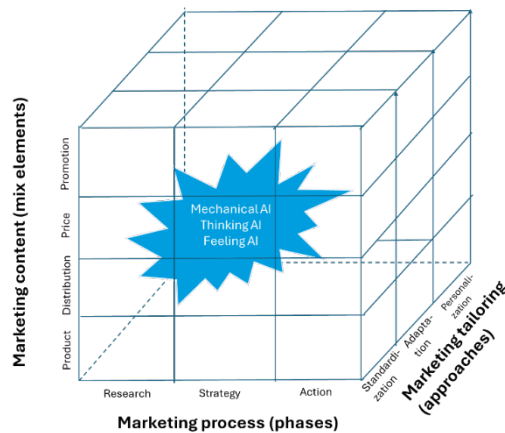 Marketing content (mix elements)
Promotion
Price
Distribution
Product
Mechanical AI
Thinking AI
Feeling AI
Research
Strategy
Action
Marketing process (phases)
Standardi-
zation
Adapta-
tion
Personali-
zation
Marketing tailoring
(approaches)